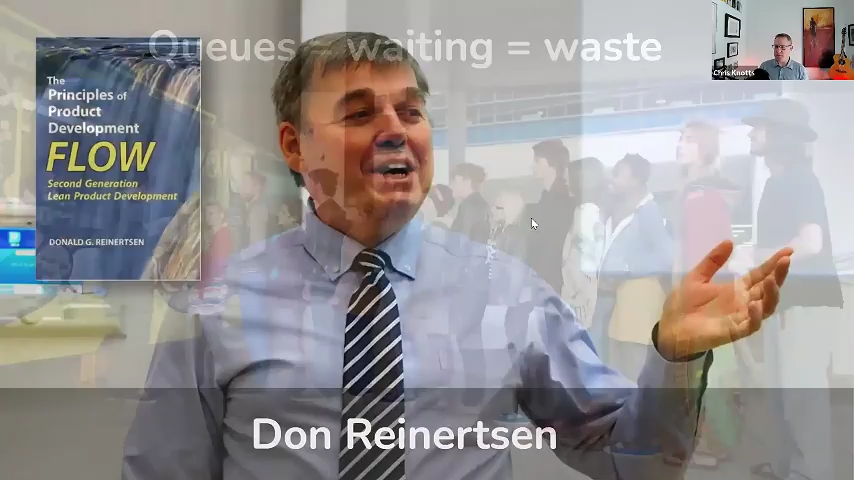 Queues = waiting = waste
Chris Knotts
The
Principles of
Product
Development
FLOW
Second Generation
Lean Product Development
DONALD G. REINERTSEN
Don Reinertsen